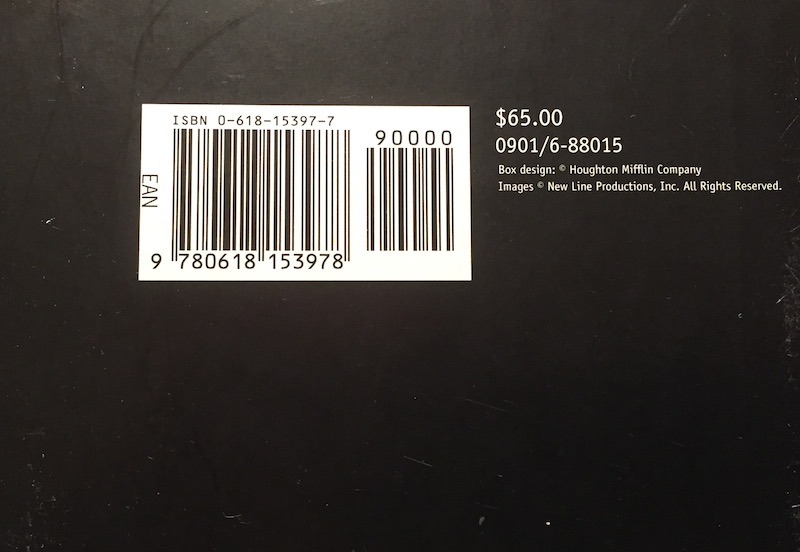 ISBN 0-618-15397-7
90000
EAN
9 780618 153978
$65.00
0901/6-88015
Box design: © Houghton Mifflin Company
Images © New Line Productions, Inc. All Rights Reserved.